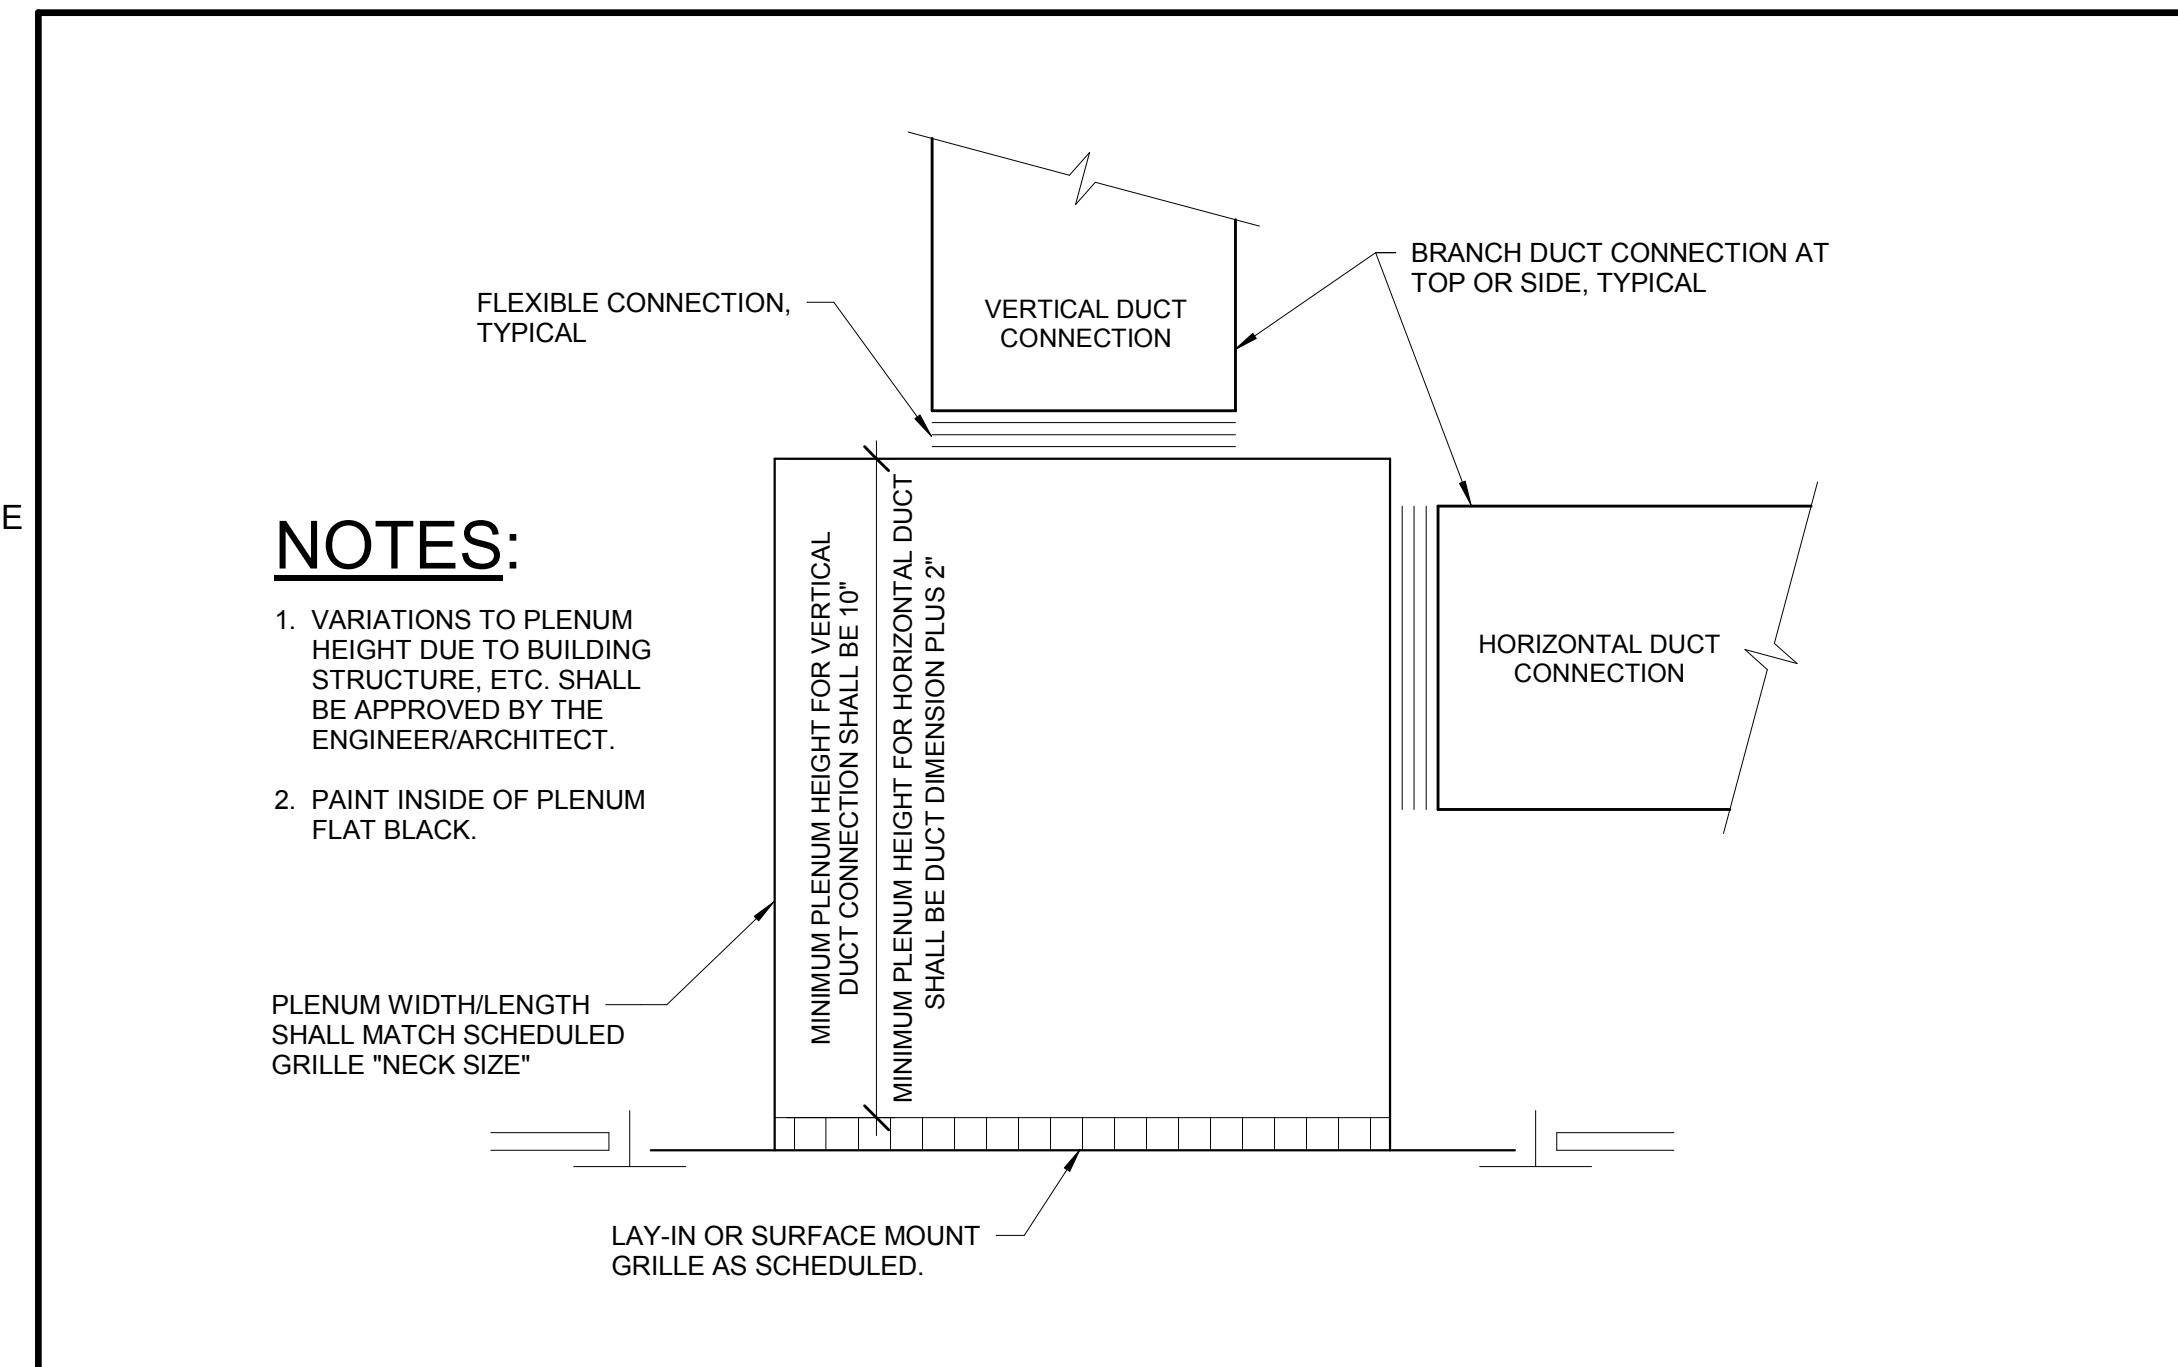 FLEXIBLE CONNECTION,
TYPICAL
VERTICAL DUCT
CONNECTION
BRANCH DUCT CONNECTION AT
TOP OR SIDE, TYPICAL
E
NOTES:
1. VARIATIONS TO PLENUM
HEIGHT DUE TO BUILDING
STRUCTURE, ETC. SHALL
BE APPROVED BY THE
ENGINEER/ARCHITECT.
2. PAINT INSIDE OF PLENUM
FLAT BLACK.
MINIMUM PLENUM HEIGHT FOR VERTICAL
DUCT CONNECTION SHALL BE 10"
MINIMUM PLENUM HEIGHT FOR HORIZONTAL DUCT
SHALL BE DUCT DIMENSION PLUS 2"
HORIZONTAL DUCT
CONNECTION
PLENUM WIDTH/LENGTH
SHALL MATCH SCHEDULED
GRILLE "NECK SIZE"
LAY-IN OR SURFACE MOUNT
GRILLE AS SCHEDULED.